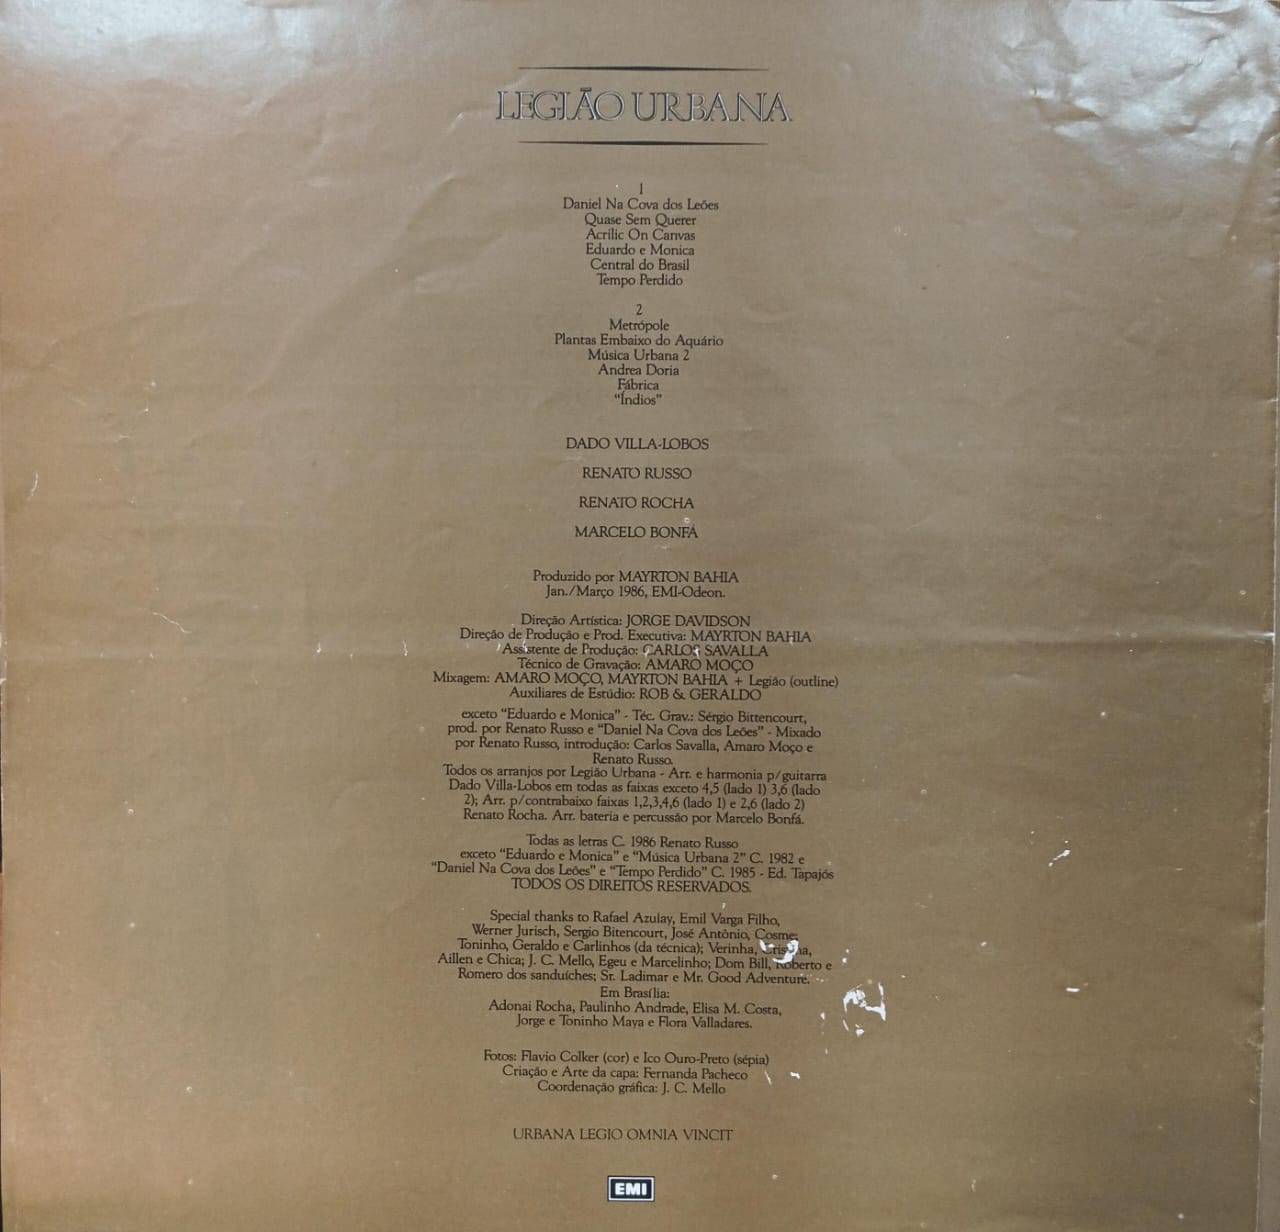 LEGIÃO URBANA
1
Daniel Na Cova dos Leões
Quase Sem Querer
Acrilic On Canvas
Eduardo e Monica
Central do Brasil
Tempo Perdido
2
Metrópole
Plantas Embaixo do Aquário
Música Urbana 2
Andrea Doria
Fábrica
“Índios”
DADO VILLA-LOBOS
RENATO RUSSO
RENATO ROCHA
MARCELO BONFÁ
Produzido por MAYRTON BAHIA
Jan./Março 1986, EMI-Odeon.
Direção Artística: JORGE DAVIDSON
Direção de Produção e Prod. Executiva: MAYRTON BAHIA
Assistente de Produção: CARLOS SAVALLA
Técnico de Gravação: AMARO MOÇO
Mixagem: AMARO MOÇO, MAYRTON BAHIA + Legião (outline)
Auxiliares de Estúdio: ROB & GERALDO
exceto “Eduardo e Monica” - Téc. Grav.: Sérgio Bittencourt,
prod. por Renato Russo e “Daniel Na Cova dos Leões” - Mixado
por Renato Russo, introdução: Carlos Savalla, Amaro Moço e
Renato Russo.
Todos os arranjos por Legião Urbana - Arr. e harmonia p/guitarra
Dado Villa-Lobos em todas as faixas exceto 4,5 (lado 1) 3,6 (lado
2); Arr. p/contrabaixo faixas 1,2,3,4,6 (lado 1) e 2,6 (lado 2)
Renato Rocha. Arr. bateria e percussão por Marcelo Bonfá.
Todas as letras C. 1986 Renato Russo
exceto “Eduardo e Monica” e “Música Urbana 2” C. 1982 e
“Daniel Na Cova dos Leões” e “Tempo Perdido” C. 1985 - Ed. Tapajós
TODOS OS DIREITOS RESERVADOS.
Special thanks to Rafael Azulay, Emil Varga Filho,
Werner Jurisch, Sergio Bitencourt, José Antônio, Cosme;
Toninho, Geraldo e Carlinhos (da técnica); Verinha,
Aillen e Chica; J. C. Mello, Egeu e Marcelinho; Dom Bill, Roberto e
Romero dos sanduíches; Sr. Ladimar e Mr. Good Adventure.
Em Brasília:
Adonai Rocha, Paulinho Andrade, Elisa M. Costa,
Jorge e Toninho Maya e Flora Valladares.
Fotos: Flavio Colker (cor) e Ico Ouro-Preto (sépia)
Criação e Arte da capa: Fernanda Pacheco
Coordenação gráfica: J. C. Mello
URBANA LEGIO OMNIA VINCIT
EMI